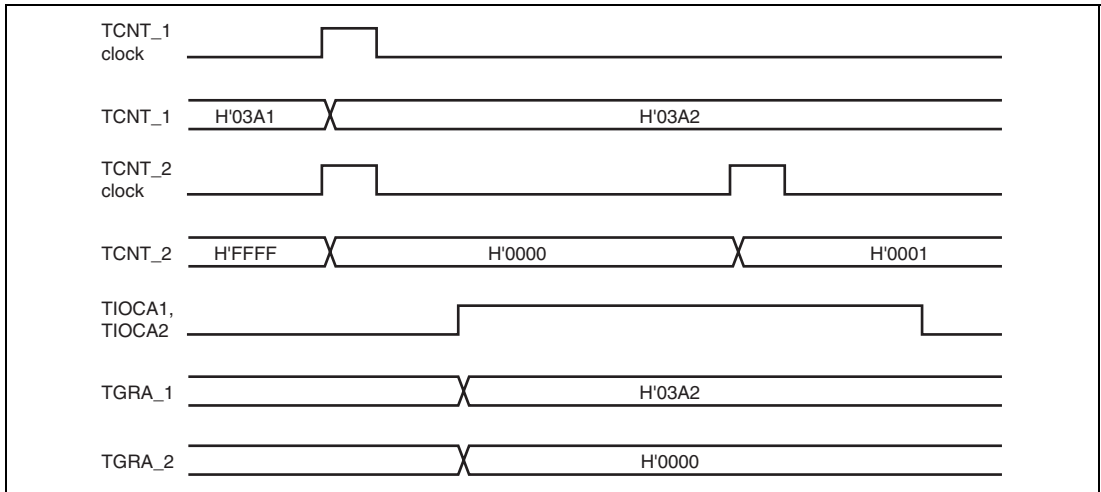 TCNT_1
clock
TCNT_1 H'03A1 H'03A2
TCNT_2
clock
TCNT_2 H'FFFF H'0000 H'0001
TIOCA1,
TIOCA2
TGRA_1 H'03A2
TGRA_2 H'0000